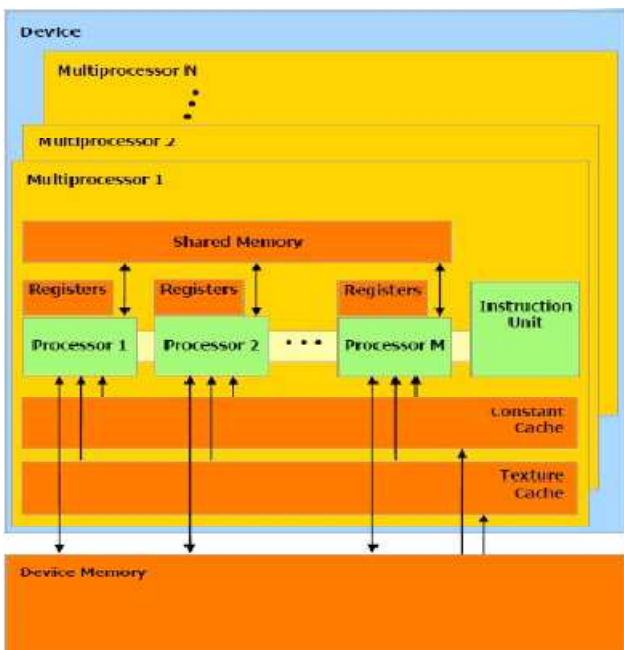 Device
Multiprocessor N
Multiprocessor 2
Multiprocessor 1
Shared Memory
Registers
Registers
Registers
Instruction
Unit
Processor 1
Processor 2
• • •
Processor M
Constant
Cache
Texture
Cache
Device Memory